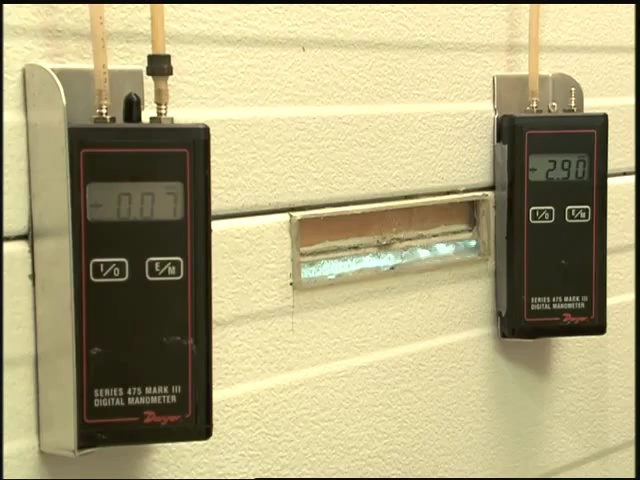 - 0.07
I/O E/M
SERIES 475 MARK III
DIGITAL MANOMETER
Dwyer
- 2.90
I/O E/M
SERIES 475 MARK III
DIGITAL MANOMETER
Dwyer